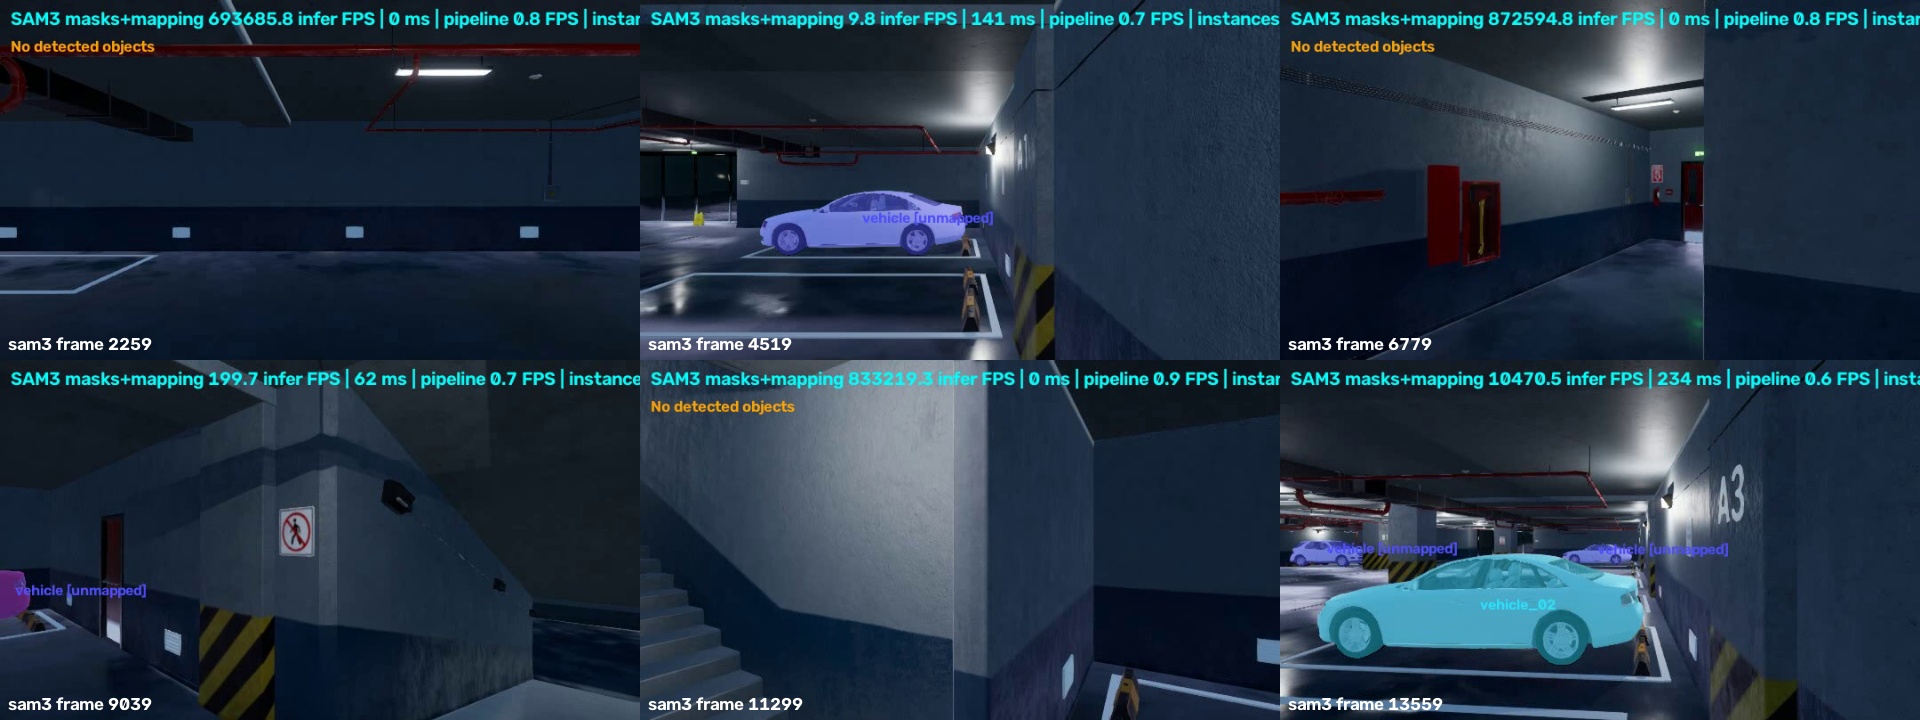 SAM3 masks+mapping 693685.8 infer FPS | 0 ms | pipeline 0.8 FPS | instan
No detected objects
sam3 frame 2259
SAM3 masks+mapping 9.8 infer FPS | 141 ms | pipeline 0.7 FPS | instances
vehicle [unmapped]
sam3 frame 4519
SAM3 masks+mapping 872594.8 infer FPS | 0 ms | pipeline 0.8 FPS | instan
No detected objects
sam3 frame 6779
SAM3 masks+mapping 199.7 infer FPS | 62 ms | pipeline 0.7 FPS | instance
vehicle [unmapped]
sam3 frame 9039
SAM3 masks+mapping 833219.3 infer FPS | 0 ms | pipeline 0.9 FPS | instan
No detected objects
sam3 frame 11299
SAM3 masks+mapping 10470.5 infer FPS | 234 ms | pipeline 0.6 FPS | insta
A3
vehicle [unmapped]
vehicle [unmapped]
vehicle_02
sam3 frame 13559